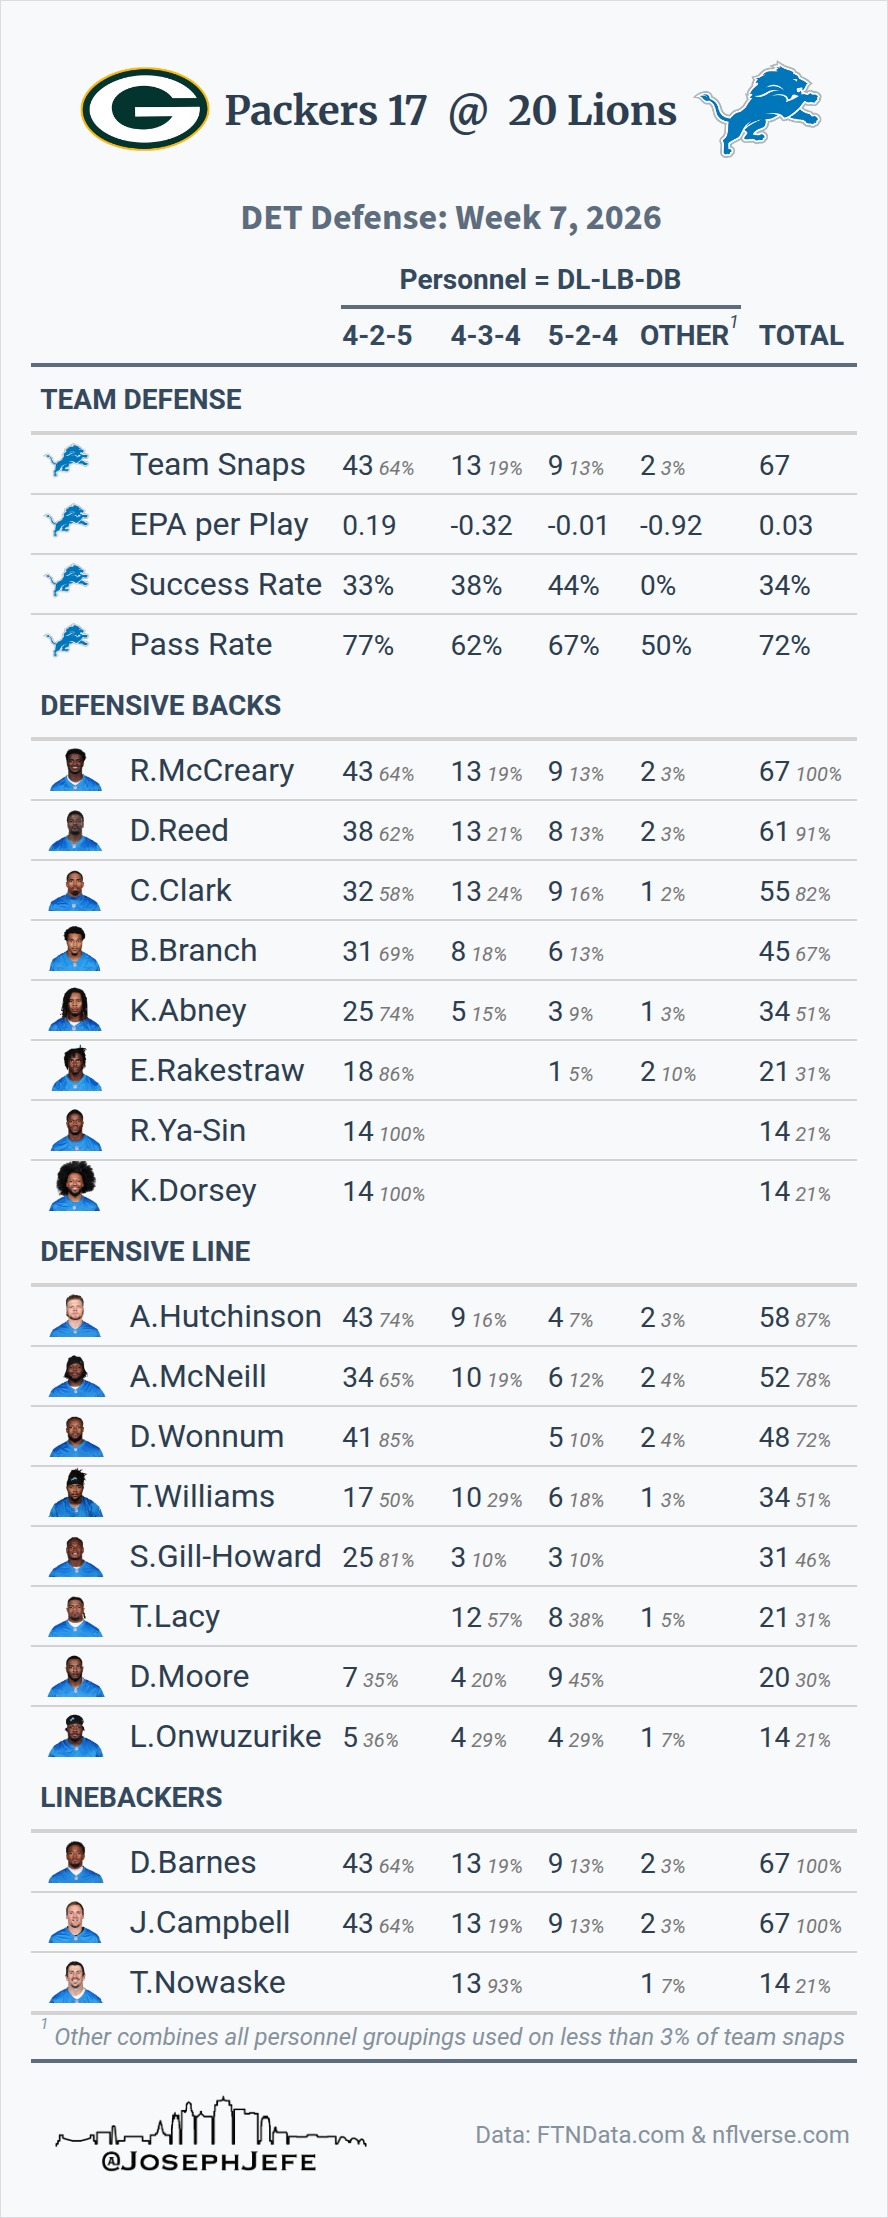 Packers 17 @ 20 Lions
DET Defense: Week 7, 2026
Personnel = DL-LB-DB
4-2-5 4-3-4 5-2-4 OTHER1 TOTAL
TEAM DEFENSE
Team Snaps 43 64% 13 19% 9 13% 2 3% 67
EPA per Play 0.19 -0.32 -0.01 -0.92 0.03
Success Rate 33% 38% 44% 0% 34%
Pass Rate 77% 62% 67% 50% 72%
DEFENSIVE BACKS
R.McCreary 43 64% 13 19% 9 13% 2 3% 67 100%
D.Reed 38 62% 13 21% 8 13% 2 3% 61 91%
C.Clark 32 58% 13 24% 9 16% 1 2% 55 82%
B.Branch 31 69% 8 18% 6 13% 45 67%
K.Abney 25 74% 5 15% 3 9% 1 3% 34 51%
E.Rakestraw 18 86% 1 5% 2 10% 21 31%
R.Ya-Sin 14 100% 14 21%
K.Dorsey 14 100% 14 21%
DEFENSIVE LINE
A.Hutchinson 43 74% 9 16% 4 7% 2 3% 58 87%
A.McNeill 34 65% 10 19% 6 12% 2 4% 52 78%
D.Wonnum 41 85% 5 10% 2 4% 48 72%
T.Williams 17 50% 10 29% 6 18% 1 3% 34 51%
S.Gill-Howard 25 81% 3 10% 3 10% 31 46%
T.Lacy 12 57% 8 38% 1 5% 21 31%
D.Moore 7 35% 4 20% 9 45% 20 30%
L.Onwuzurike 5 36% 4 29% 4 29% 1 7% 14 21%
LINEBACKERS
D.Barnes 43 64% 13 19% 9 13% 2 3% 67 100%
J.Campbell 43 64% 13 19% 9 13% 2 3% 67 100%
T.Nowaske 13 93% 1 7% 14 21%
1 Other combines all personnel groupings used on less than 3% of team snaps
@JOSEPHJEFE
Data: FTNData.com & nflverse.com